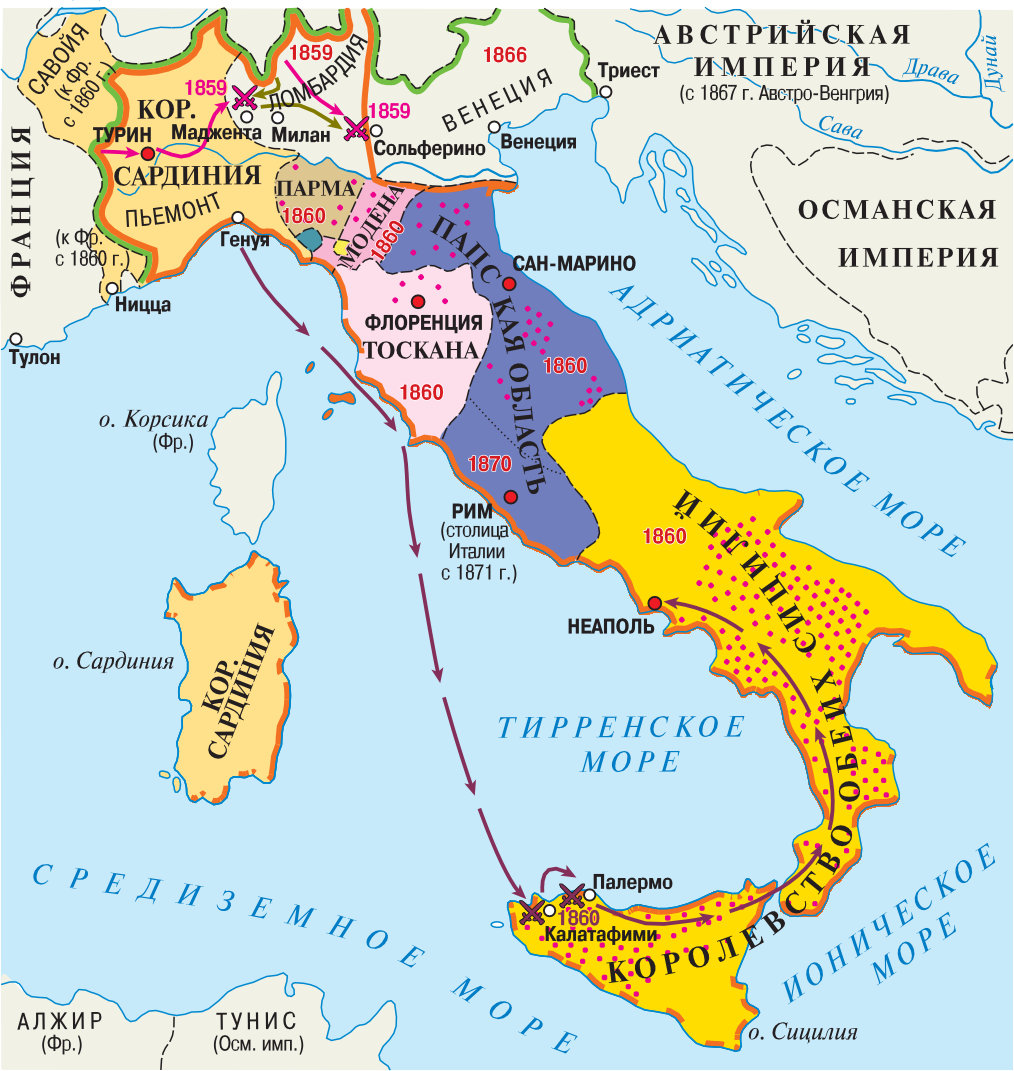 САВОЙЯ
(к Фр.
с 1860 г.)
1859
1859
ЛОМБАРДИЯ
1866
АВСТРИЙСКАЯ
ИМПЕРИЯ
(с 1867 г. Австро-Венгрия)
Драва
Дунай
Сава
Триест
ВЕНЕЦИЯ
Венеция
1859
Сольферино
КОР.
САРДИНИЯ
ТУРИН
Маджента
Милан
ПЬЕМОНТ
ФРАНЦИЯ
(к Фр.
с 1860 г.)
Ницца
Тулон
Генуя
ПАРМА
1860
МОДЕНА
1860
ПАПСКАЯ ОБЛАСТЬ
САН-МАРИНО
ОСМАНСКАЯ
ИМПЕРИЯ
ФЛОРЕНЦИЯ
ТОСКАНА
1860
1860
АДРИАТИЧЕСКОЕ МОРЕ
о. Корсика
(Фр.)
1870
РИМ
(столица
Италии
с 1871 г.)
1860
НЕАПОЛЬ
КОРОЛЕВСТВО ОБЕИХ СИЦИЛИЙ
о. Сардиния
КОР.
САРДИНИЯ
ТИРРЕНСКОЕ
МОРЕ
СРЕДИЗЕМНОЕ МОРЕ
Палермо
1860
Калатафими
ИОНИЧЕСКОЕ
МОРЕ
о. Сицилия
АЛЖИР
(Фр.)
ТУНИС
(Осм. имп.)